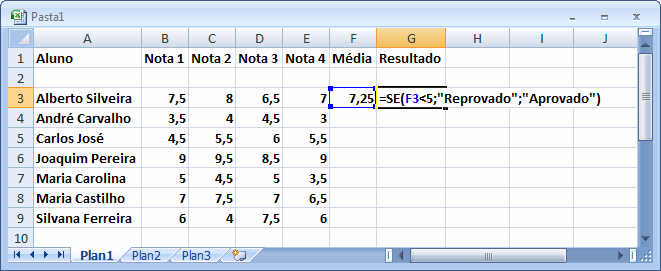 Pasta1
A B C D E F G H I J
1 Aluno Nota 1 Nota 2 Nota 3 Nota 4 Média Resultado
2
3 Alberto Silveira 7,5 8 6,5 7 7,25 =SE(F3<5;"Reprovado";"Aprovado")
4 André Carvalho 3,5 4 4,5 3
5 Carlos José 4,5 5,5 6 5,5
6 Joaquim Pereira 9 9,5 8,5 9
7 Maria Carolina 5 4,5 5 3,5
8 Maria Castilho 7 7,5 7 6,5
9 Silvana Ferreira 6 4 7,5 6
10
Plan1 Plan2 Plan3